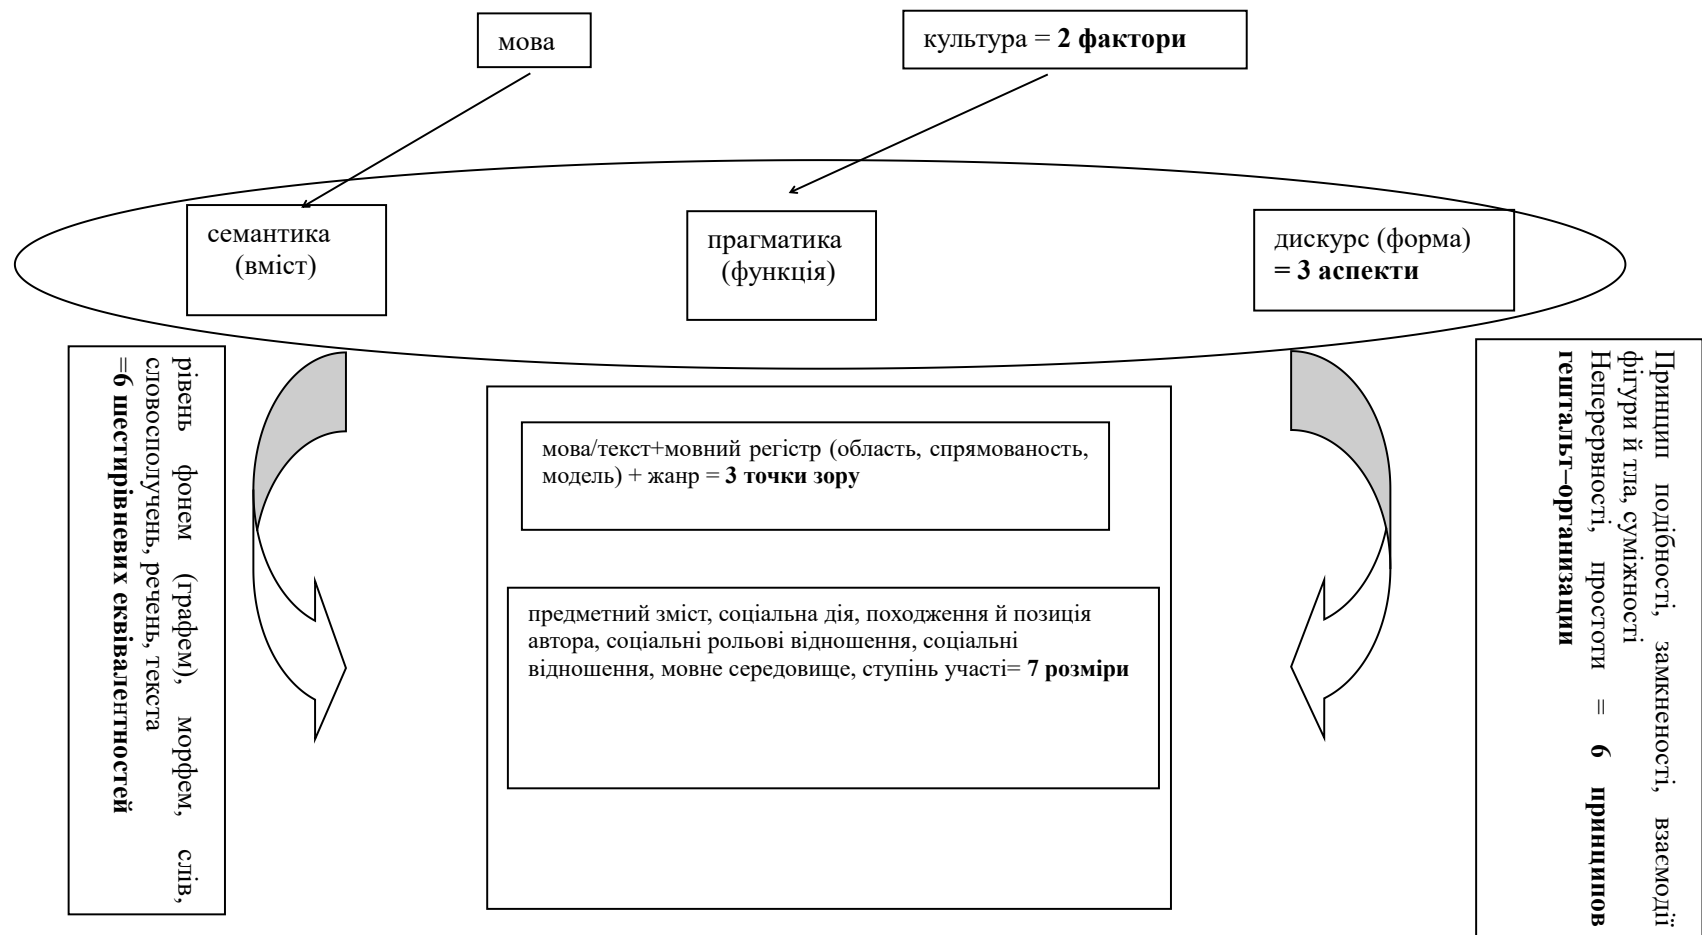 мова
культура = 2 фактори
семантика
(вміст)
прагматика
(функція)
дискурс (форма)
= 3 аспекти
рівень фонем (графем), морфем, слів,
словосполучень, речень, текста
=6 шестирівневих еквівалентностей
мова/текст+мовний регістр (область, спрямованость,
модель) + жанр = 3 точки зору
предметний зміст, соціальна дія, походження й позиція
автора, соціальні рольові відношення, соціальні
відношення, мовне середовище, ступінь участі= 7 розміри
Принцип подібності, замкненості, взаємодії
фігури й тла, суміжності
Неперервності, простоти = 6 принципов
гештальт–организации